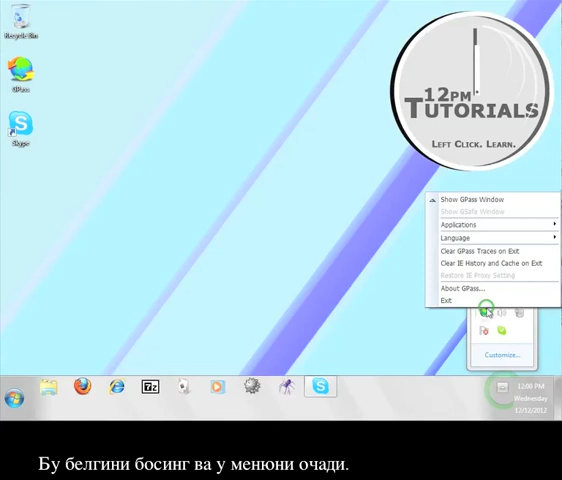 Recycle Bin
GPass
Skype
12PM
TUTORIALS
LEFT CLICK. LEARN.
Show GPass Window
Show GSafe Window
Applications
Language
Clear GPass Traces on Exit
Clear IE History and Cache on Exit
Restore IE Proxy Setting
About GPass...
Exit
Customize...
7z
12:00 PM
Wednesday
12/12/2012
Бу белгини босинг ва у менюни очади.